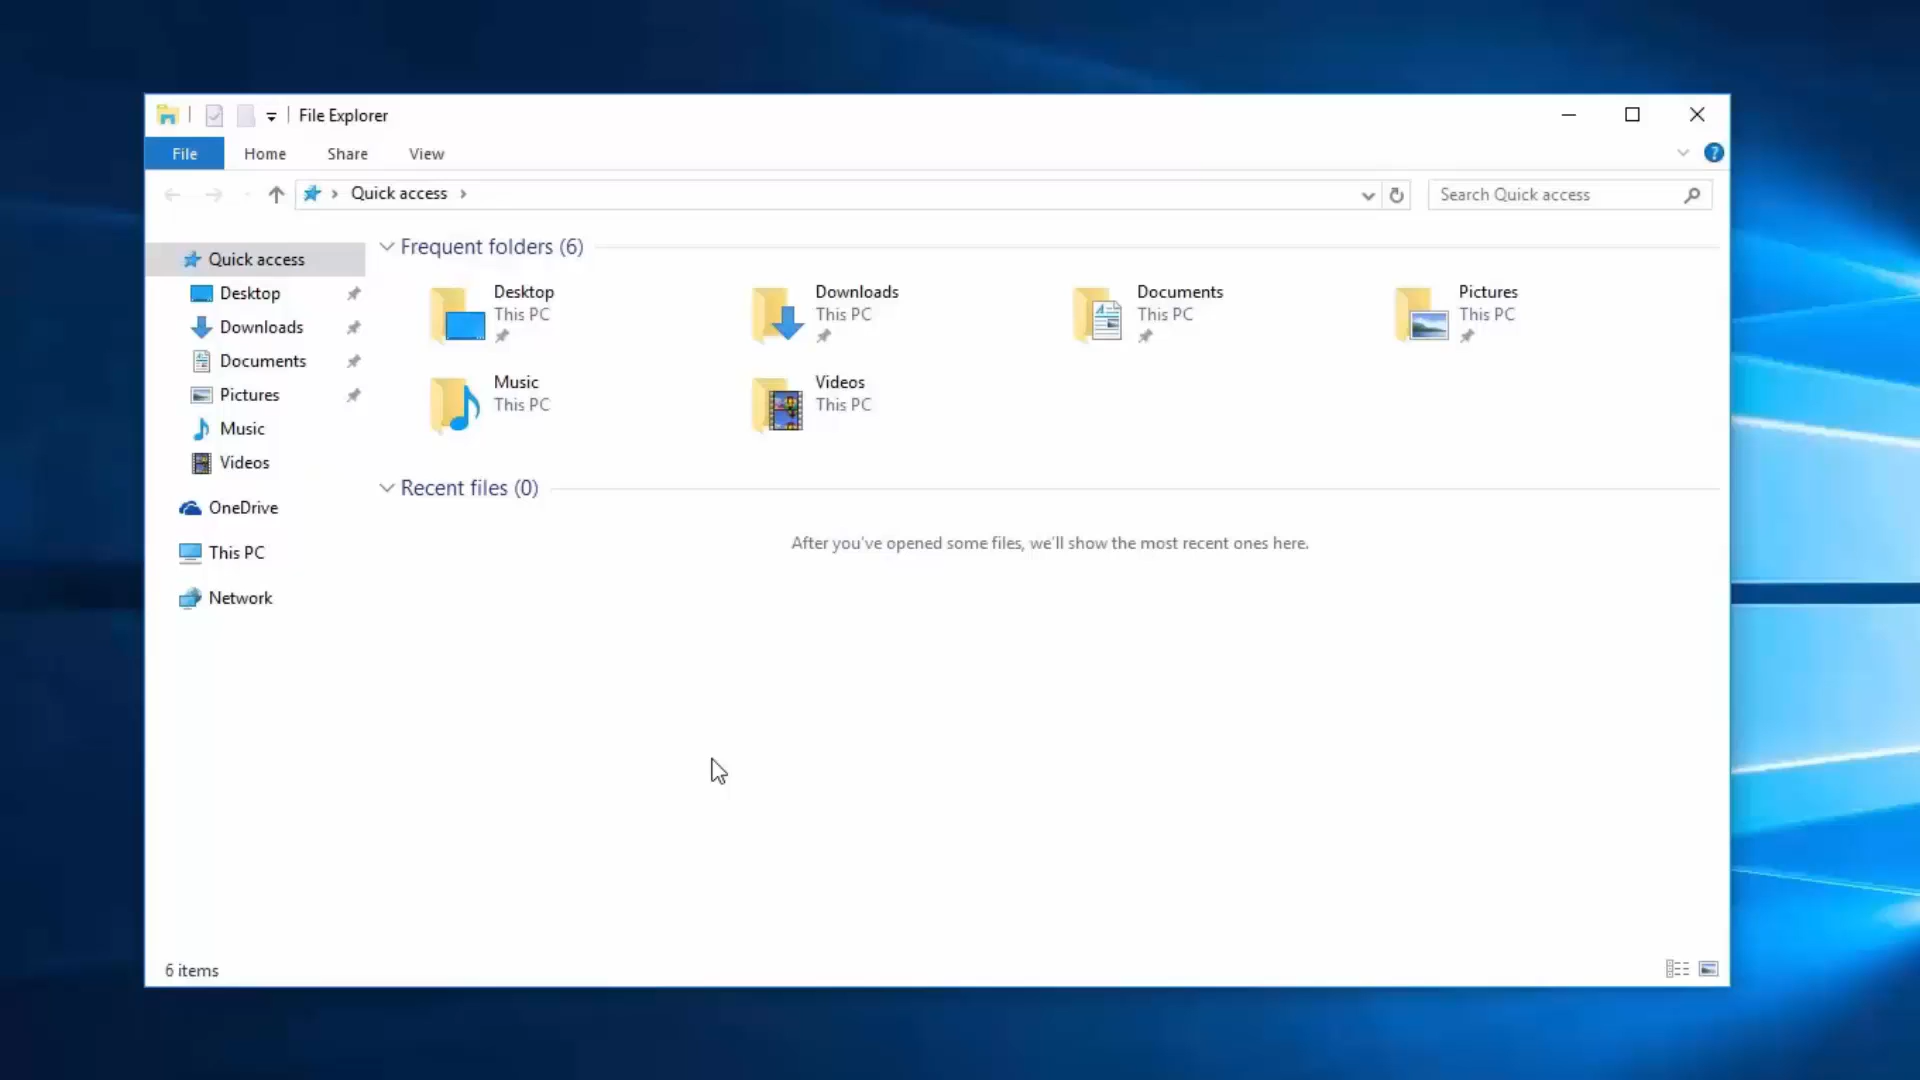 File Explorer
File Home Share View
?
Quick access
Search Quick access
Quick access
Desktop
Downloads
Documents
Pictures
Music
Videos
OneDrive
This PC
Network
Frequent folders (6)
Desktop
This PC
Downloads
This PC
Documents
This PC
Pictures
This PC
Music
This PC
Videos
This PC
Recent files (0)
After you've opened some files, we'll show the most recent ones here.
6 items